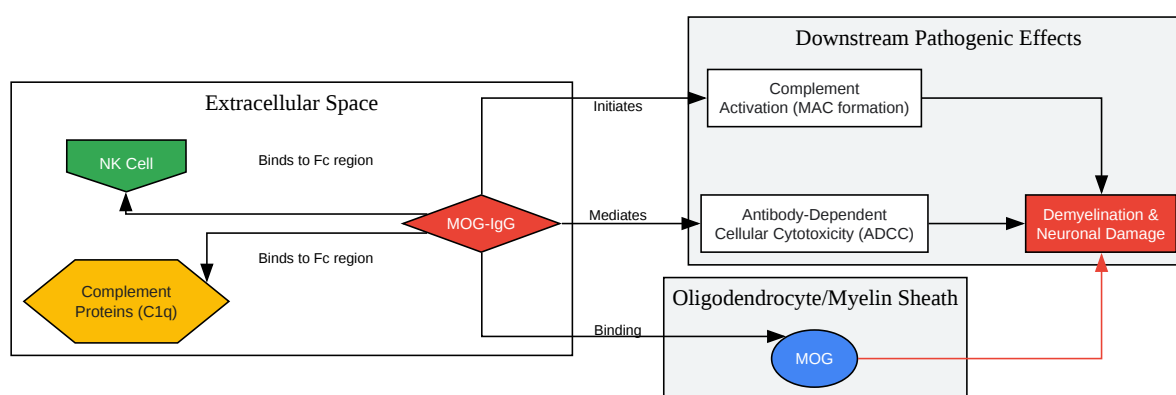 Downstream Pathogenic Effects
Extracellular Space
Complement
Activation (MAC formation)
Initiates
NK Cell
Binds to Fc region
MOG-IgG
Mediates
Antibody-Dependent
Cellular Cytotoxicity (ADCC)
Demyelination &
Neuronal Damage
Binds to Fc region
Complement
Proteins (C1q)
Oligodendrocyte/Myelin Sheath
Binding
MOG